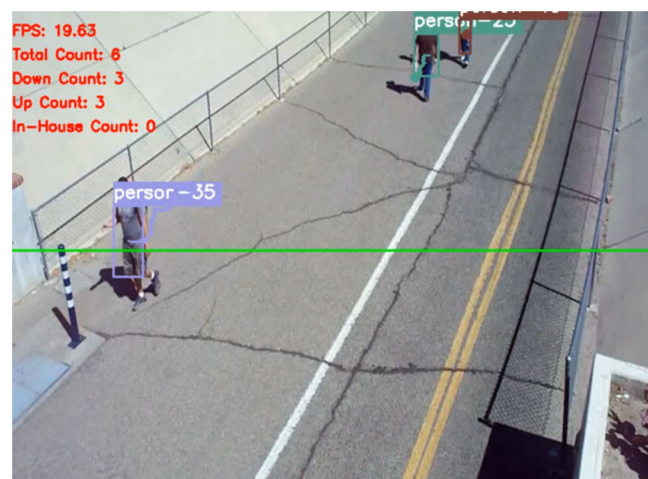 FPS: 19.63
Total Count: 6
Down Count: 3
Up Count: 3
In-House Count: 0
person-25
person-35